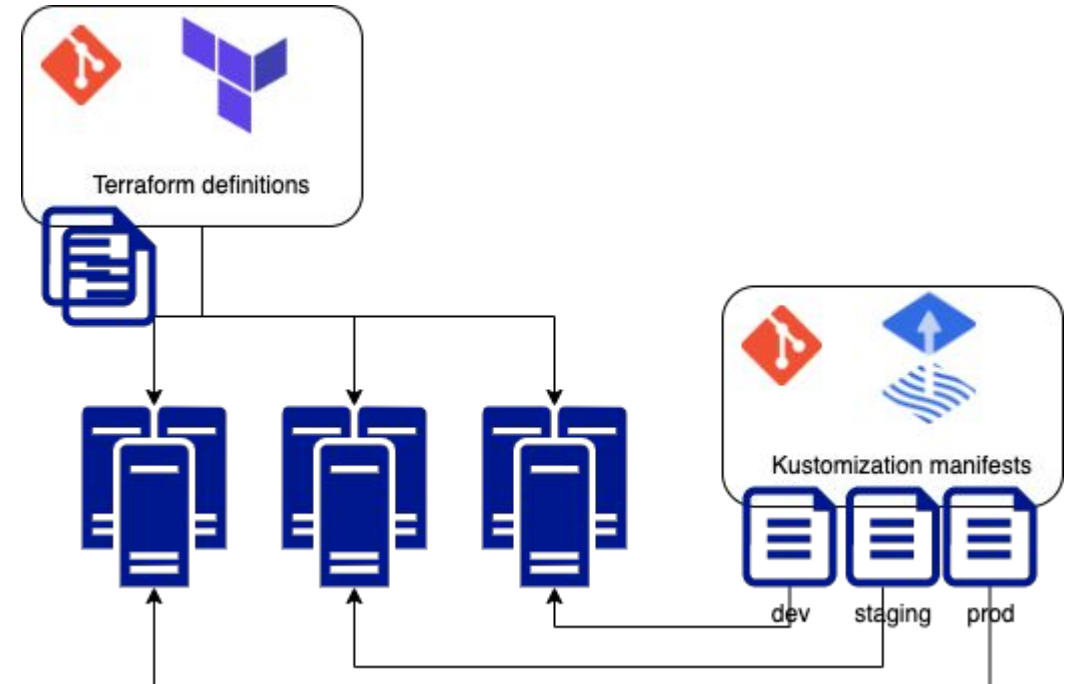 Terraform definitions
Kustomization manifests
dev
staging
prod